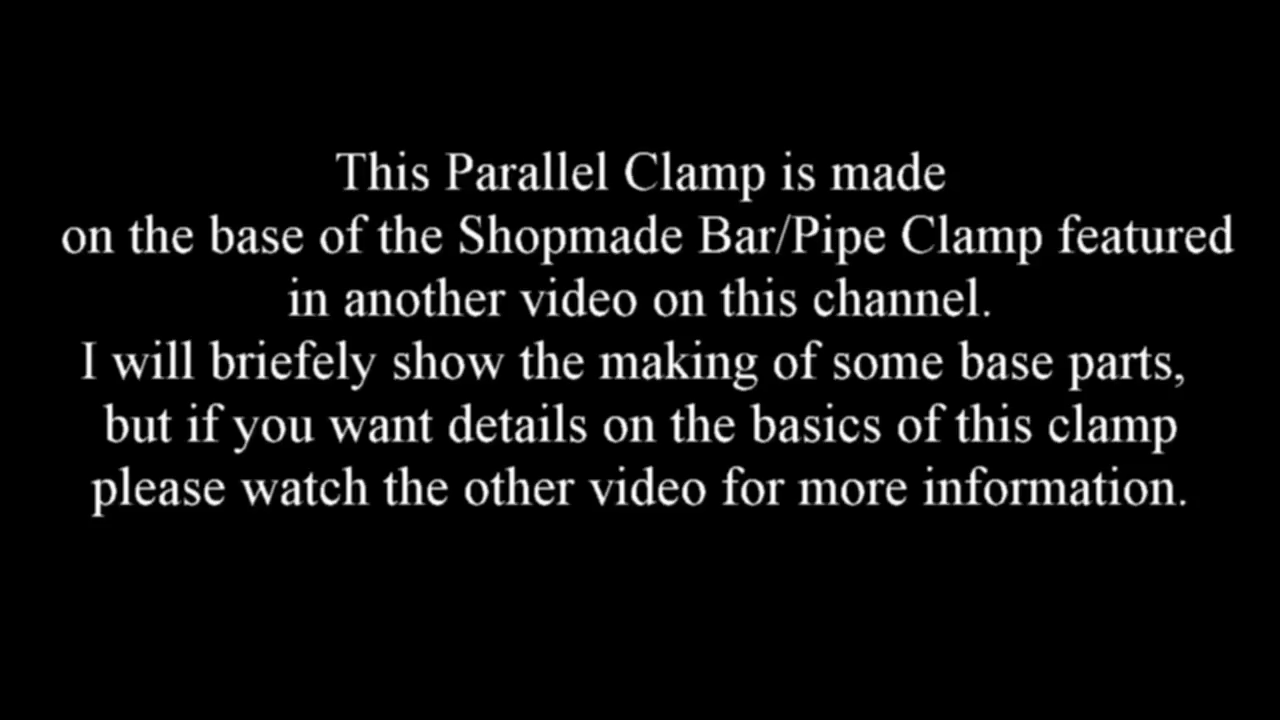 This Parallel Clamp is made
on the base of the Shopmade Bar/Pipe Clamp featured
in another video on this channel.
I will briefely show the making of some base parts,
but if you want details on the basics of this clamp
please watch the other video for more information.